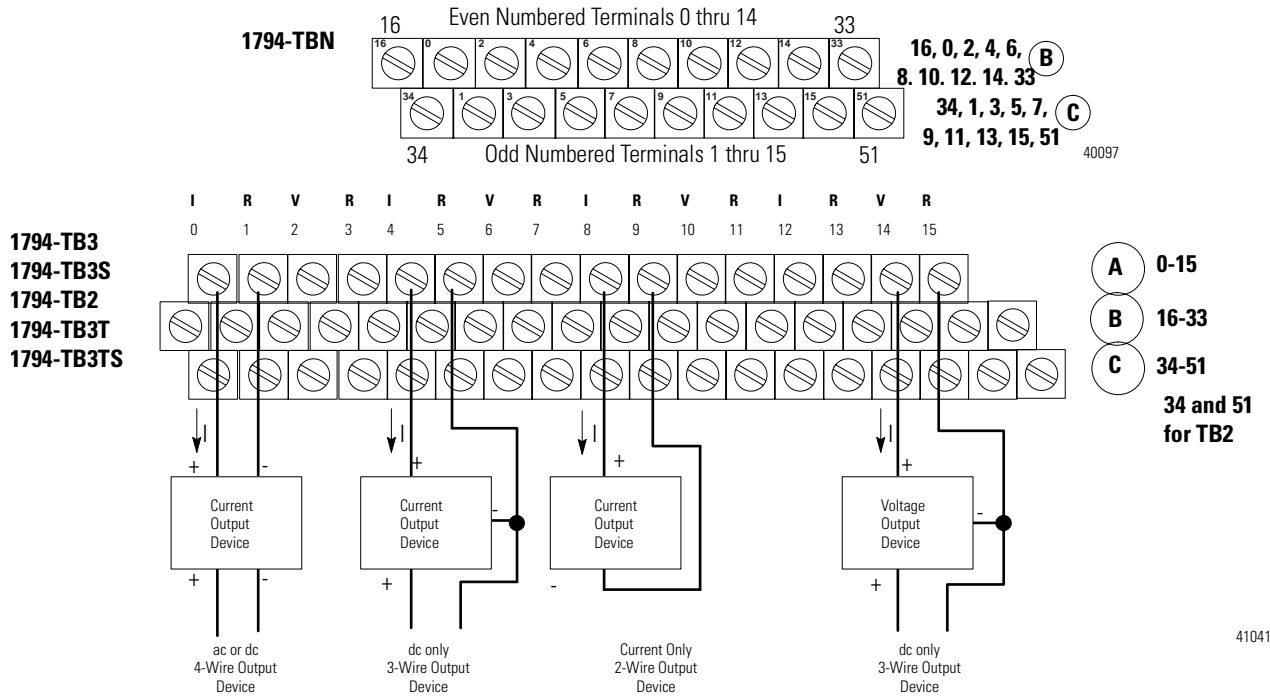 Even Numbered Terminals 0 thru 14
16 33
1794-TBN
16 0 2 4 6 8 10 12 14 33
16, 0, 2, 4, 6,
8. 10. 12. 14. 33
B
34 1 3 5 7 9 11 13 15 51
34, 1, 3, 5, 7,
9, 11, 13, 15, 51
C
34 Odd Numbered Terminals 1 thru 15 51
40097
I R V R I R V R I R V R I R V R
0 1 2 3 4 5 6 7 8 9 10 11 12 13 14 15
1794-TB3
1794-TB3S
1794-TB2
1794-TB3T
1794-TB3TS
A 0-15
B 16-33
C 34-51
34 and 51
for TB2
I I I I
+ - + + +
Current
Output
Device
Current
Output
Device
-
Current
Output
Device
Voltage
Output
Device
-
+ - + - +
ac or dc
4-Wire Output
Device
dc only
3-Wire Output
Device
Current Only
2-Wire Output
Device
dc only
3-Wire Output
Device
41041